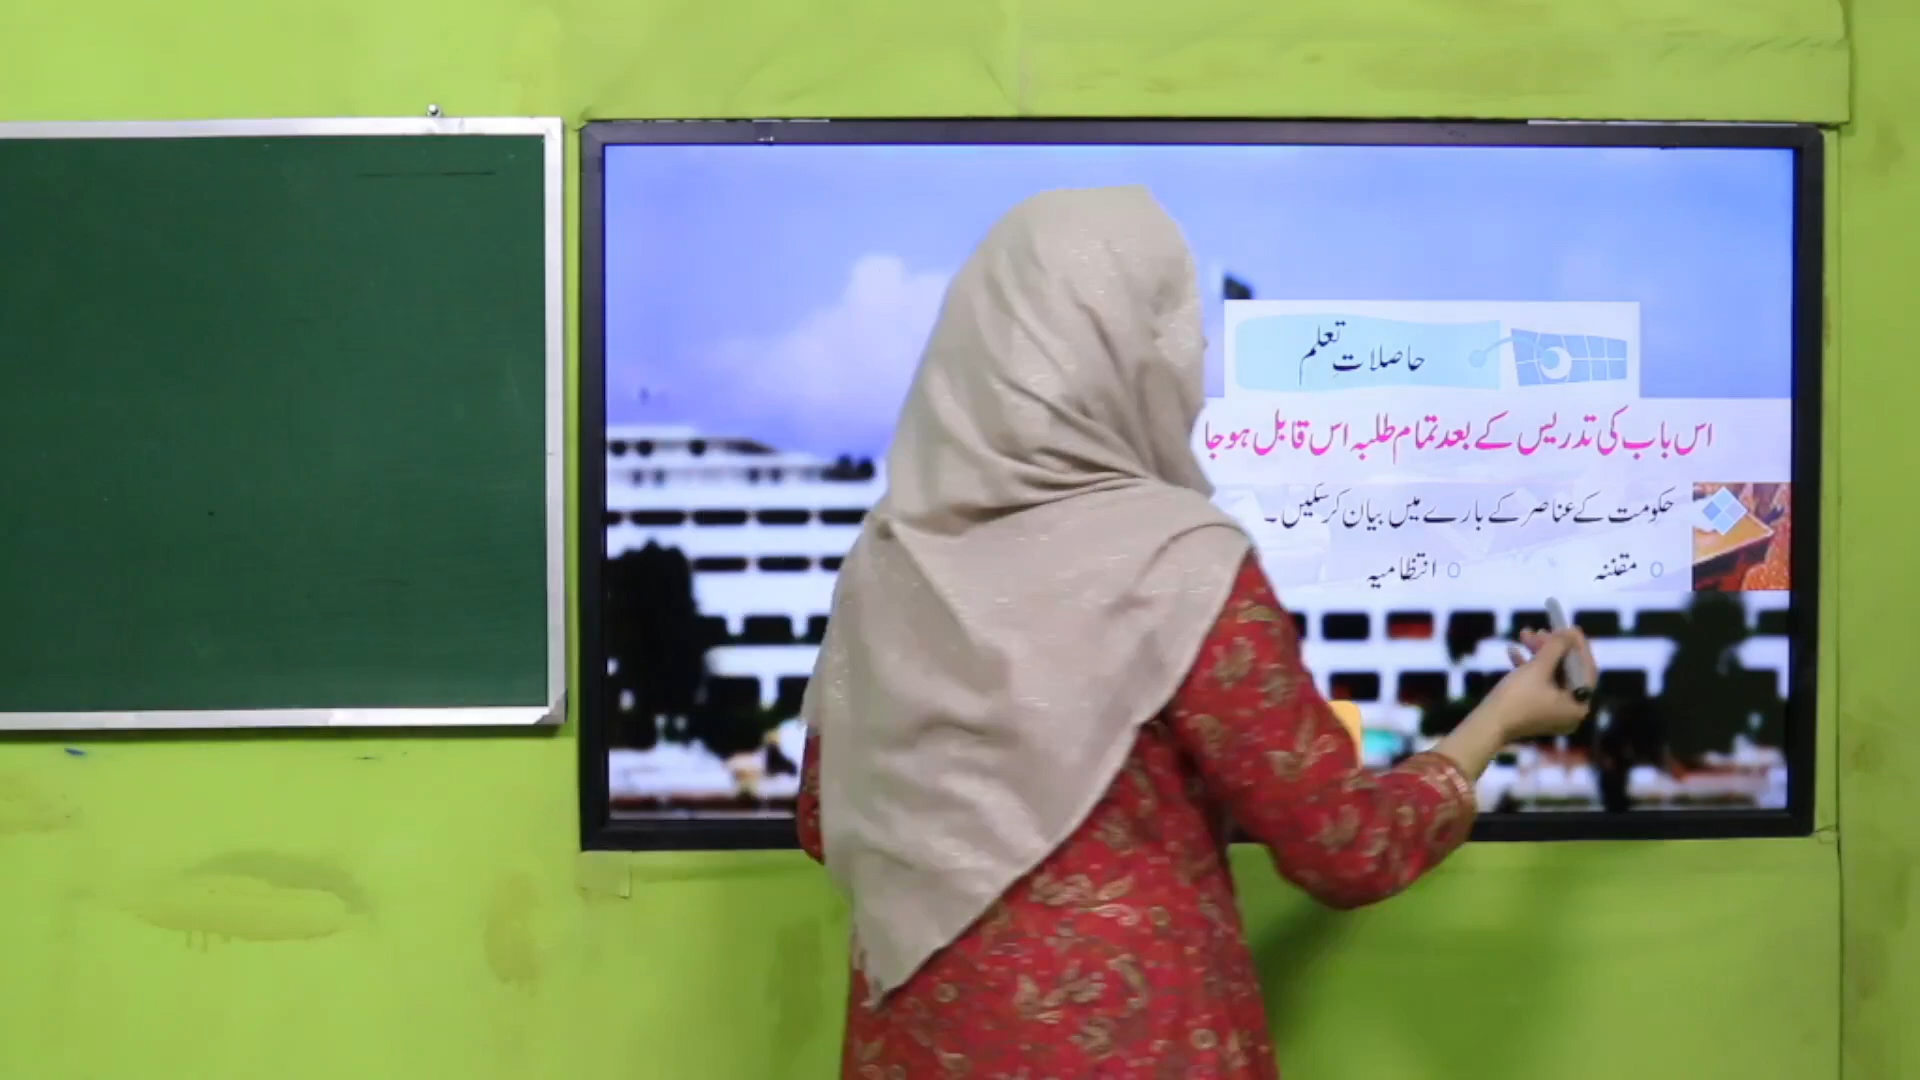 حاصلاتِ تعلم
اس باب کی تدریس کے بعد تمام طلبہ اس قابل ہو جا
حکومت کے عناصر کے بارے میں بیان کر سکیں۔
○ مقننہ ○ انتظامیہ